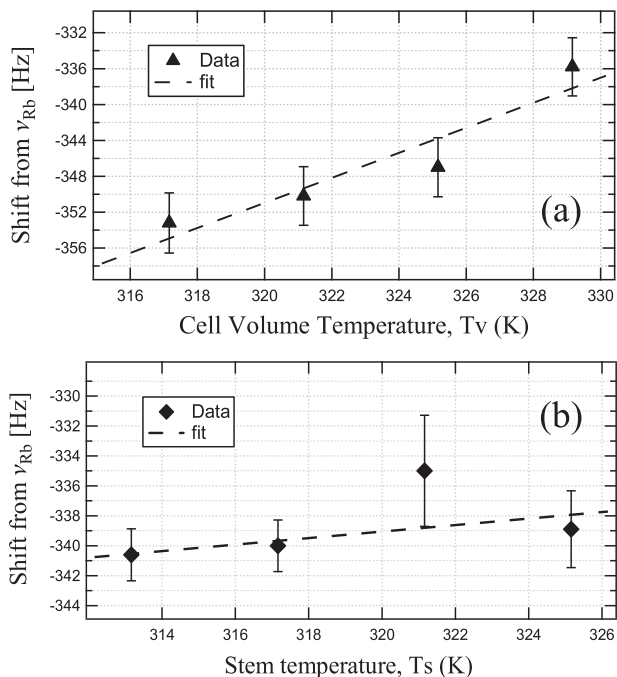 -332
-336
-340
-344
-348
-352
-356
Shift from νRb [Hz]
Data
fit
(a)
316 318 320 322 324 326 328 330
Cell Volume Temperature, Tv (K)
-330
-332
-334
-336
-338
-340
-342
-344
Shift from νRb [Hz]
Data
fit
(b)
314 316 318 320 322 324 326
Stem temperature, Ts (K)